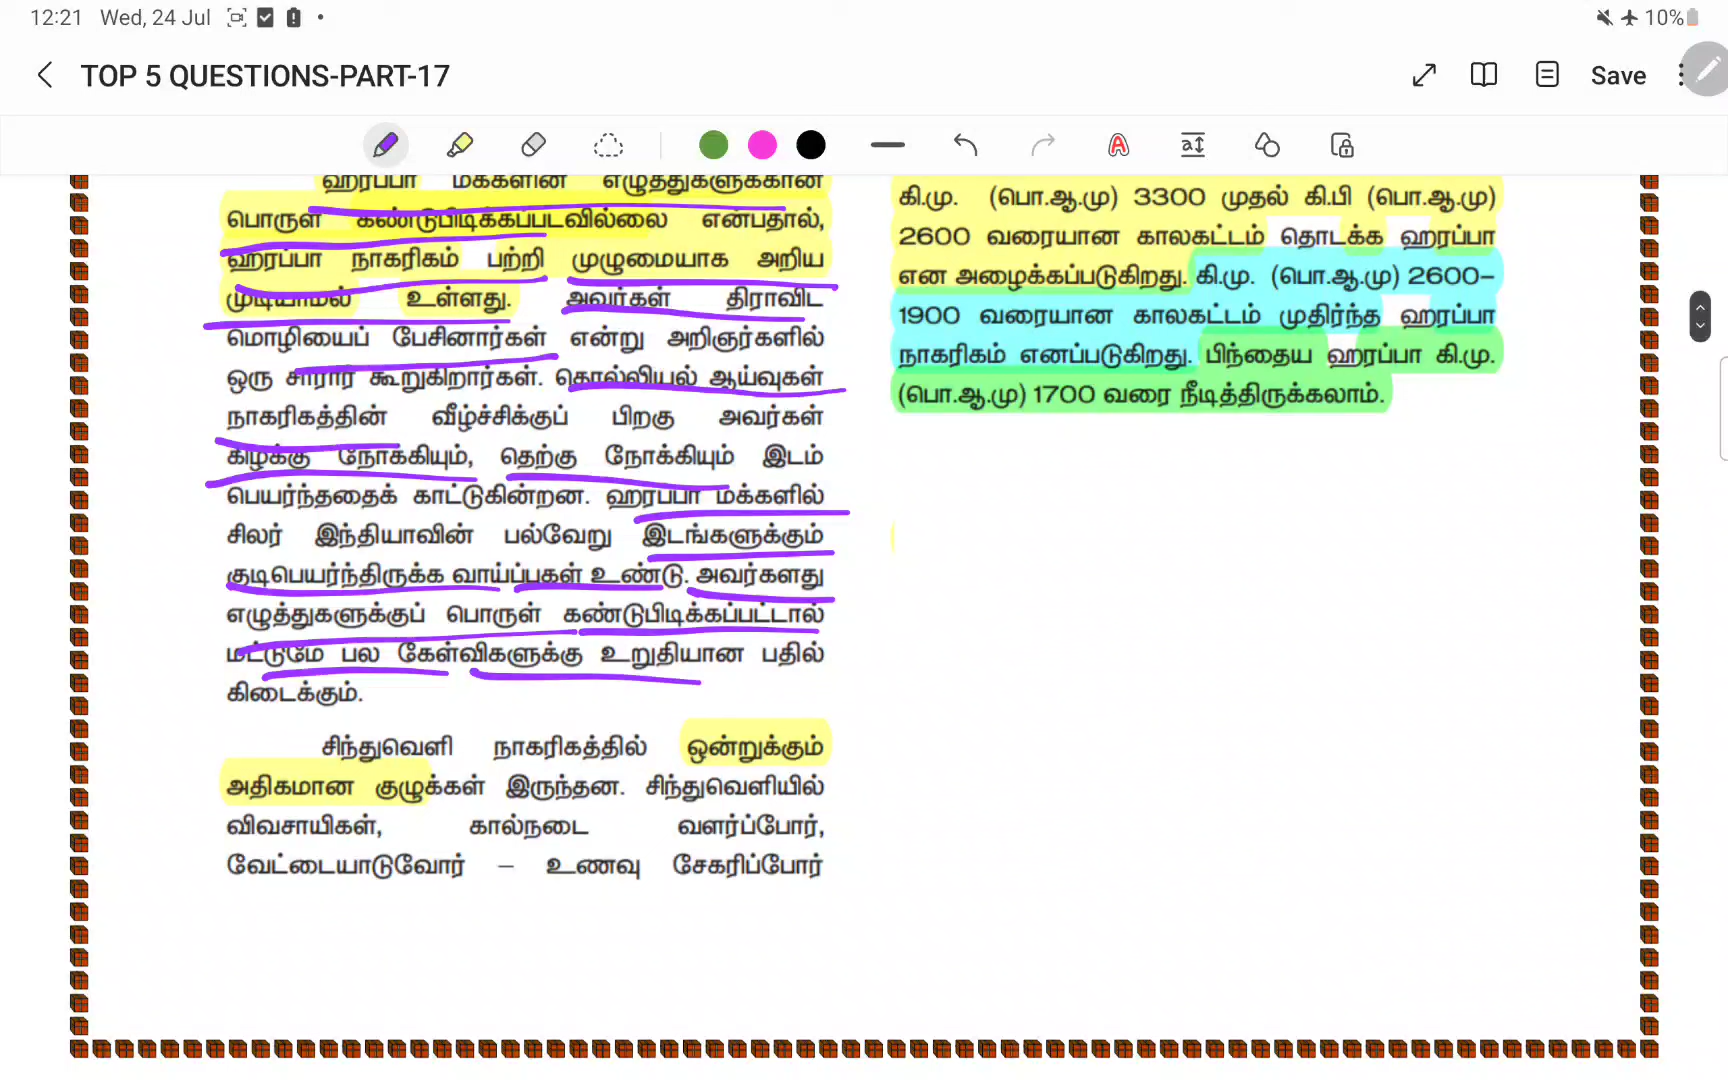 12:21 Wed, 24 Jul
10%
TOP 5 QUESTIONS-PART-17
Save
ஹரப்பா மக்களின் எழுத்துகளுக்கான
பொருள் கண்டுபிடிக்கப்படவில்லை என்பதால்,
ஹரப்பா நாகரிகம் பற்றி முழுமையாக அறிய
முடியாமல் உள்ளது. அவர்கள் திராவிட
மொழியைப் பேசினார்கள் என்று அறிஞர்களில்
ஒரு சாரார் கூறுகிறார்கள். தொல்லியல் ஆய்வுகள்
நாகரிகத்தின் வீழ்ச்சிக்குப் பிறகு அவர்கள்
கிழக்கு நோக்கியும், தெற்கு நோக்கியும் இடம்
பெயர்ந்ததைக் காட்டுகின்றன. ஹரப்பா மக்களில்
சிலர் இந்தியாவின் பல்வேறு இடங்களுக்கும்
குடிபெயர்ந்திருக்க வாய்ப்புகள் உண்டு. அவர்களது
எழுத்துகளுக்குப் பொருள் கண்டுபிடிக்கப்பட்டால்
மட்டுமே பல கேள்விகளுக்கு உறுதியான பதில்
கிடைக்கும்.
சிந்துவெளி நாகரிகத்தில் ஒன்றுக்கும்
அதிகமான குழுக்கள் இருந்தன. சிந்துவெளியில்
விவசாயிகள், கால்நடை வளர்ப்போர்,
வேட்டையாடுவோர் – உணவு சேகரிப்போர்
கி.மு. (பொ.ஆ.மு) 3300 முதல் கி.பி (பொ.ஆ.மு)
2600 வரையான காலகட்டம் தொடக்க ஹரப்பா
என அழைக்கப்படுகிறது. கி.மு. (பொ.ஆ.மு) 2600–
1900 வரையான காலகட்டம் முதிர்ந்த ஹரப்பா
நாகரிகம் எனப்படுகிறது. பிந்தைய ஹரப்பா கி.மு.
(பொ.ஆ.மு) 1700 வரை நீடித்திருக்கலாம்.